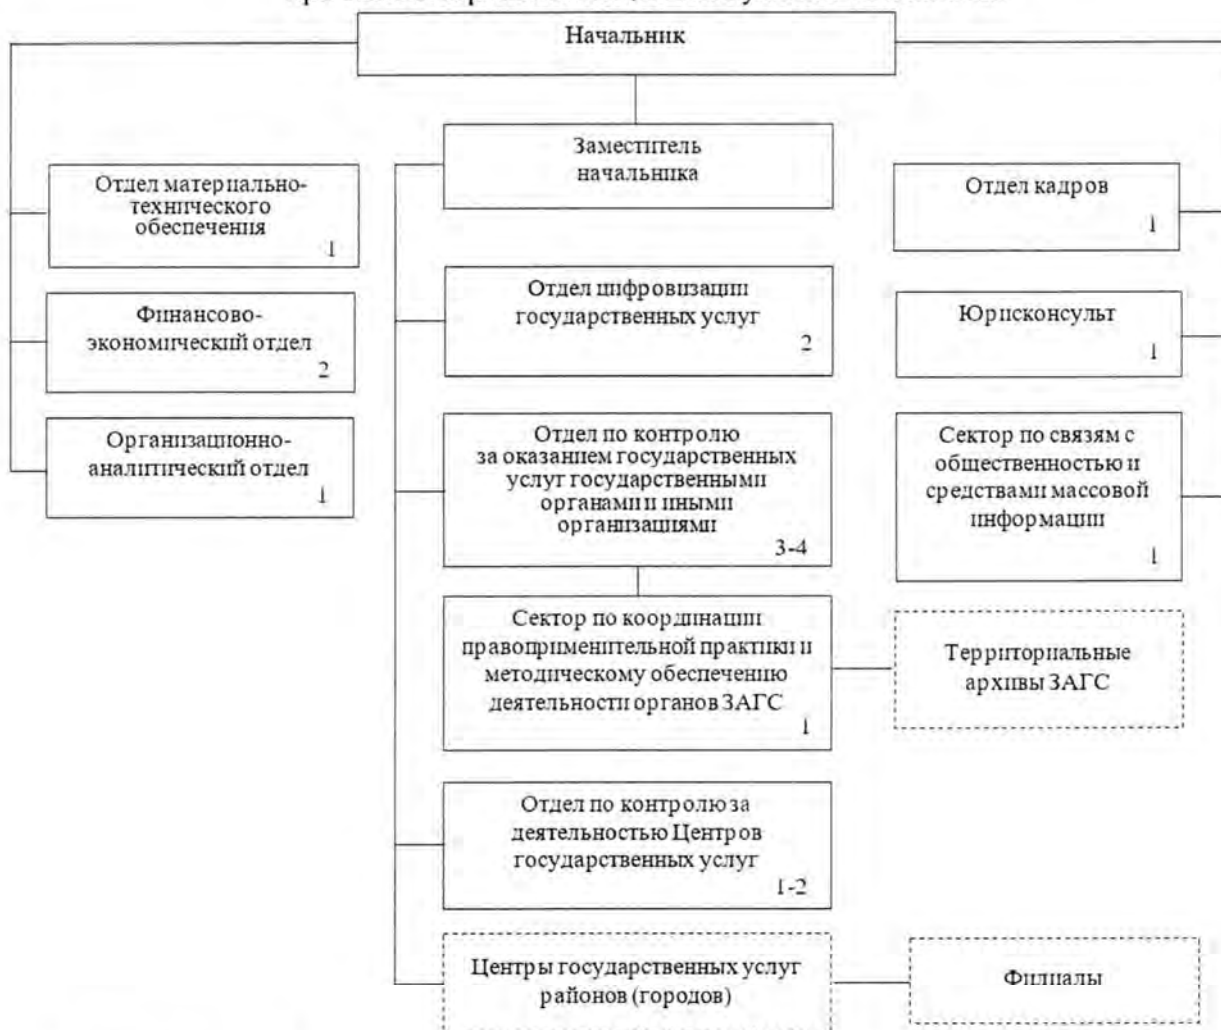 Начальник
Заместитель
начальника
Отдел материально-
технического
обеспечения
1
Отдел кадров
1
Отдел цифровизации
государственных услуг
2
Финансово-
экономический отдел
2
Юрисконсульт
1
Организационно-
аналитический отдел
1
Отдел по контролю
за оказанием государственных
услуг государственными
органами и иными
организациями
3-4
Сектор по связям с
общественностью и
средствами массовой
информации
1
Сектор по координации
правоприменительной практики и
методическому обеспечению
деятельности органов ЗАГС
1
Территориальные
архивы ЗАГС
Отдел по контролю за
деятельностью Центров
государственных услуг
1-2
Центры государственных услуг
районов (городов)
Филиалы